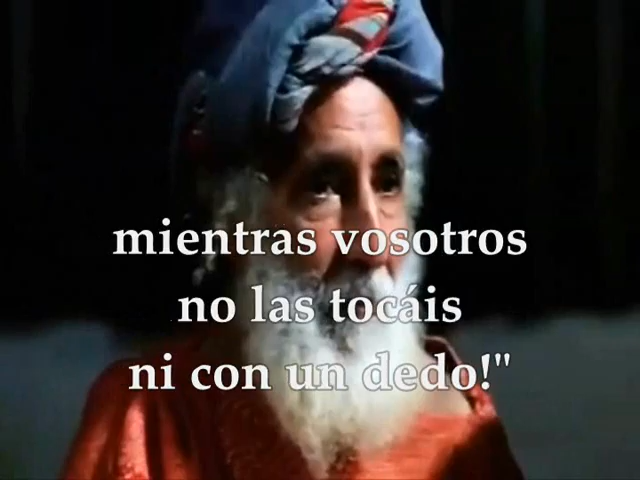 mientras vosotros
no las tocáis
ni con un dedo!"